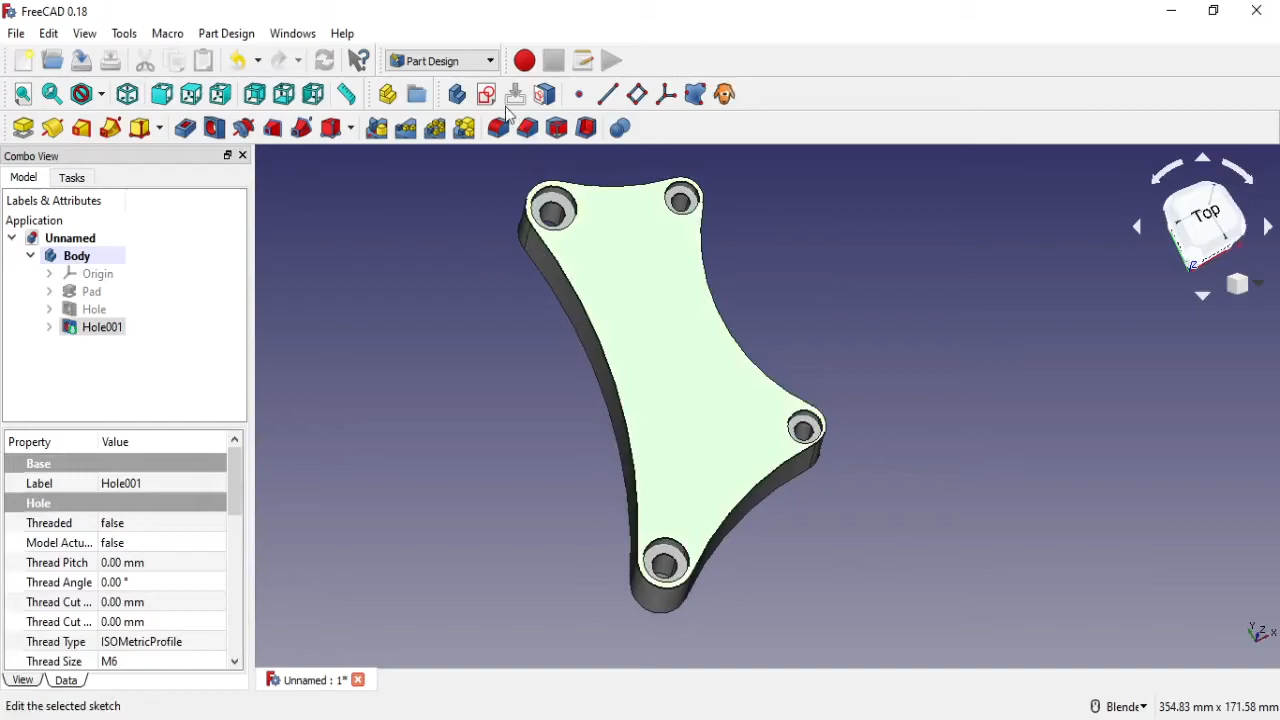 FreeCAD 0.18
File Edit View Tools Macro Part Design Windows Help
Part Design
Combo View
Model Tasks
Labels & Attributes
Application
Unnamed
Body
Origin
Pad
Hole
Hole001
Property Value
Base
Label Hole001
Hole
Threaded false
Model Actu... false
Thread Pitch 0.00 mm
Thread Angle 0.00 °
Thread Cut ... 0.00 mm
Thread Cut ... 0.00 mm
Thread Type ISOMetricProfile
Thread Size M6
View Data
Top
Y Z X
Unnamed : 1*
Edit the selected sketch
Blende
354.83 mm x 171.58 mm